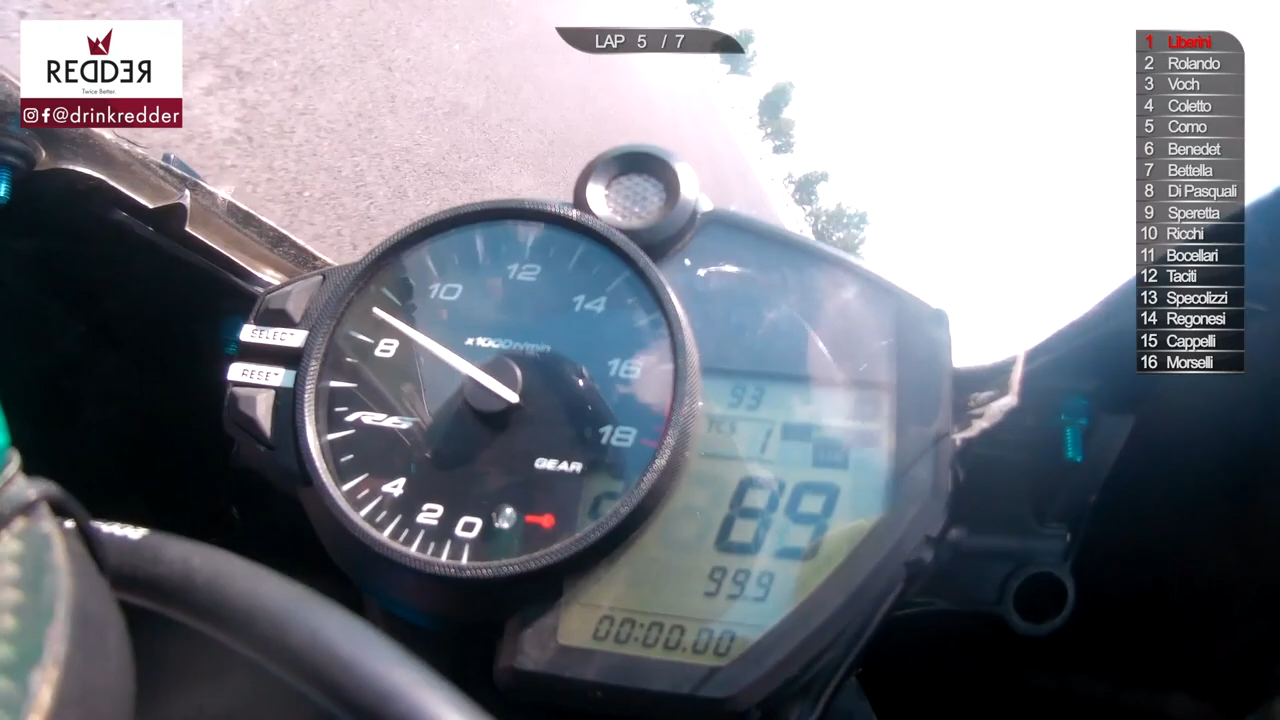 REDDER
Twice Better.
f@drinkredder
LAP 5 / 7
1 Liberini
2 Rolando
3 Voch
4 Coletto
5 Como
6 Benedet
7 Bettella
8 Di Pasquali
9 Speretta
10 Ricchi
11 Bocellari
12 Taciti
13 Specolizzi
14 Regonesi
15 Cappelli
16 Morselli
SELECT
RESET
0
2
4
8
10
12
14
16
18
x1000r/min
R6
GEAR
93
TCS 1
89
99.9
00:00.00